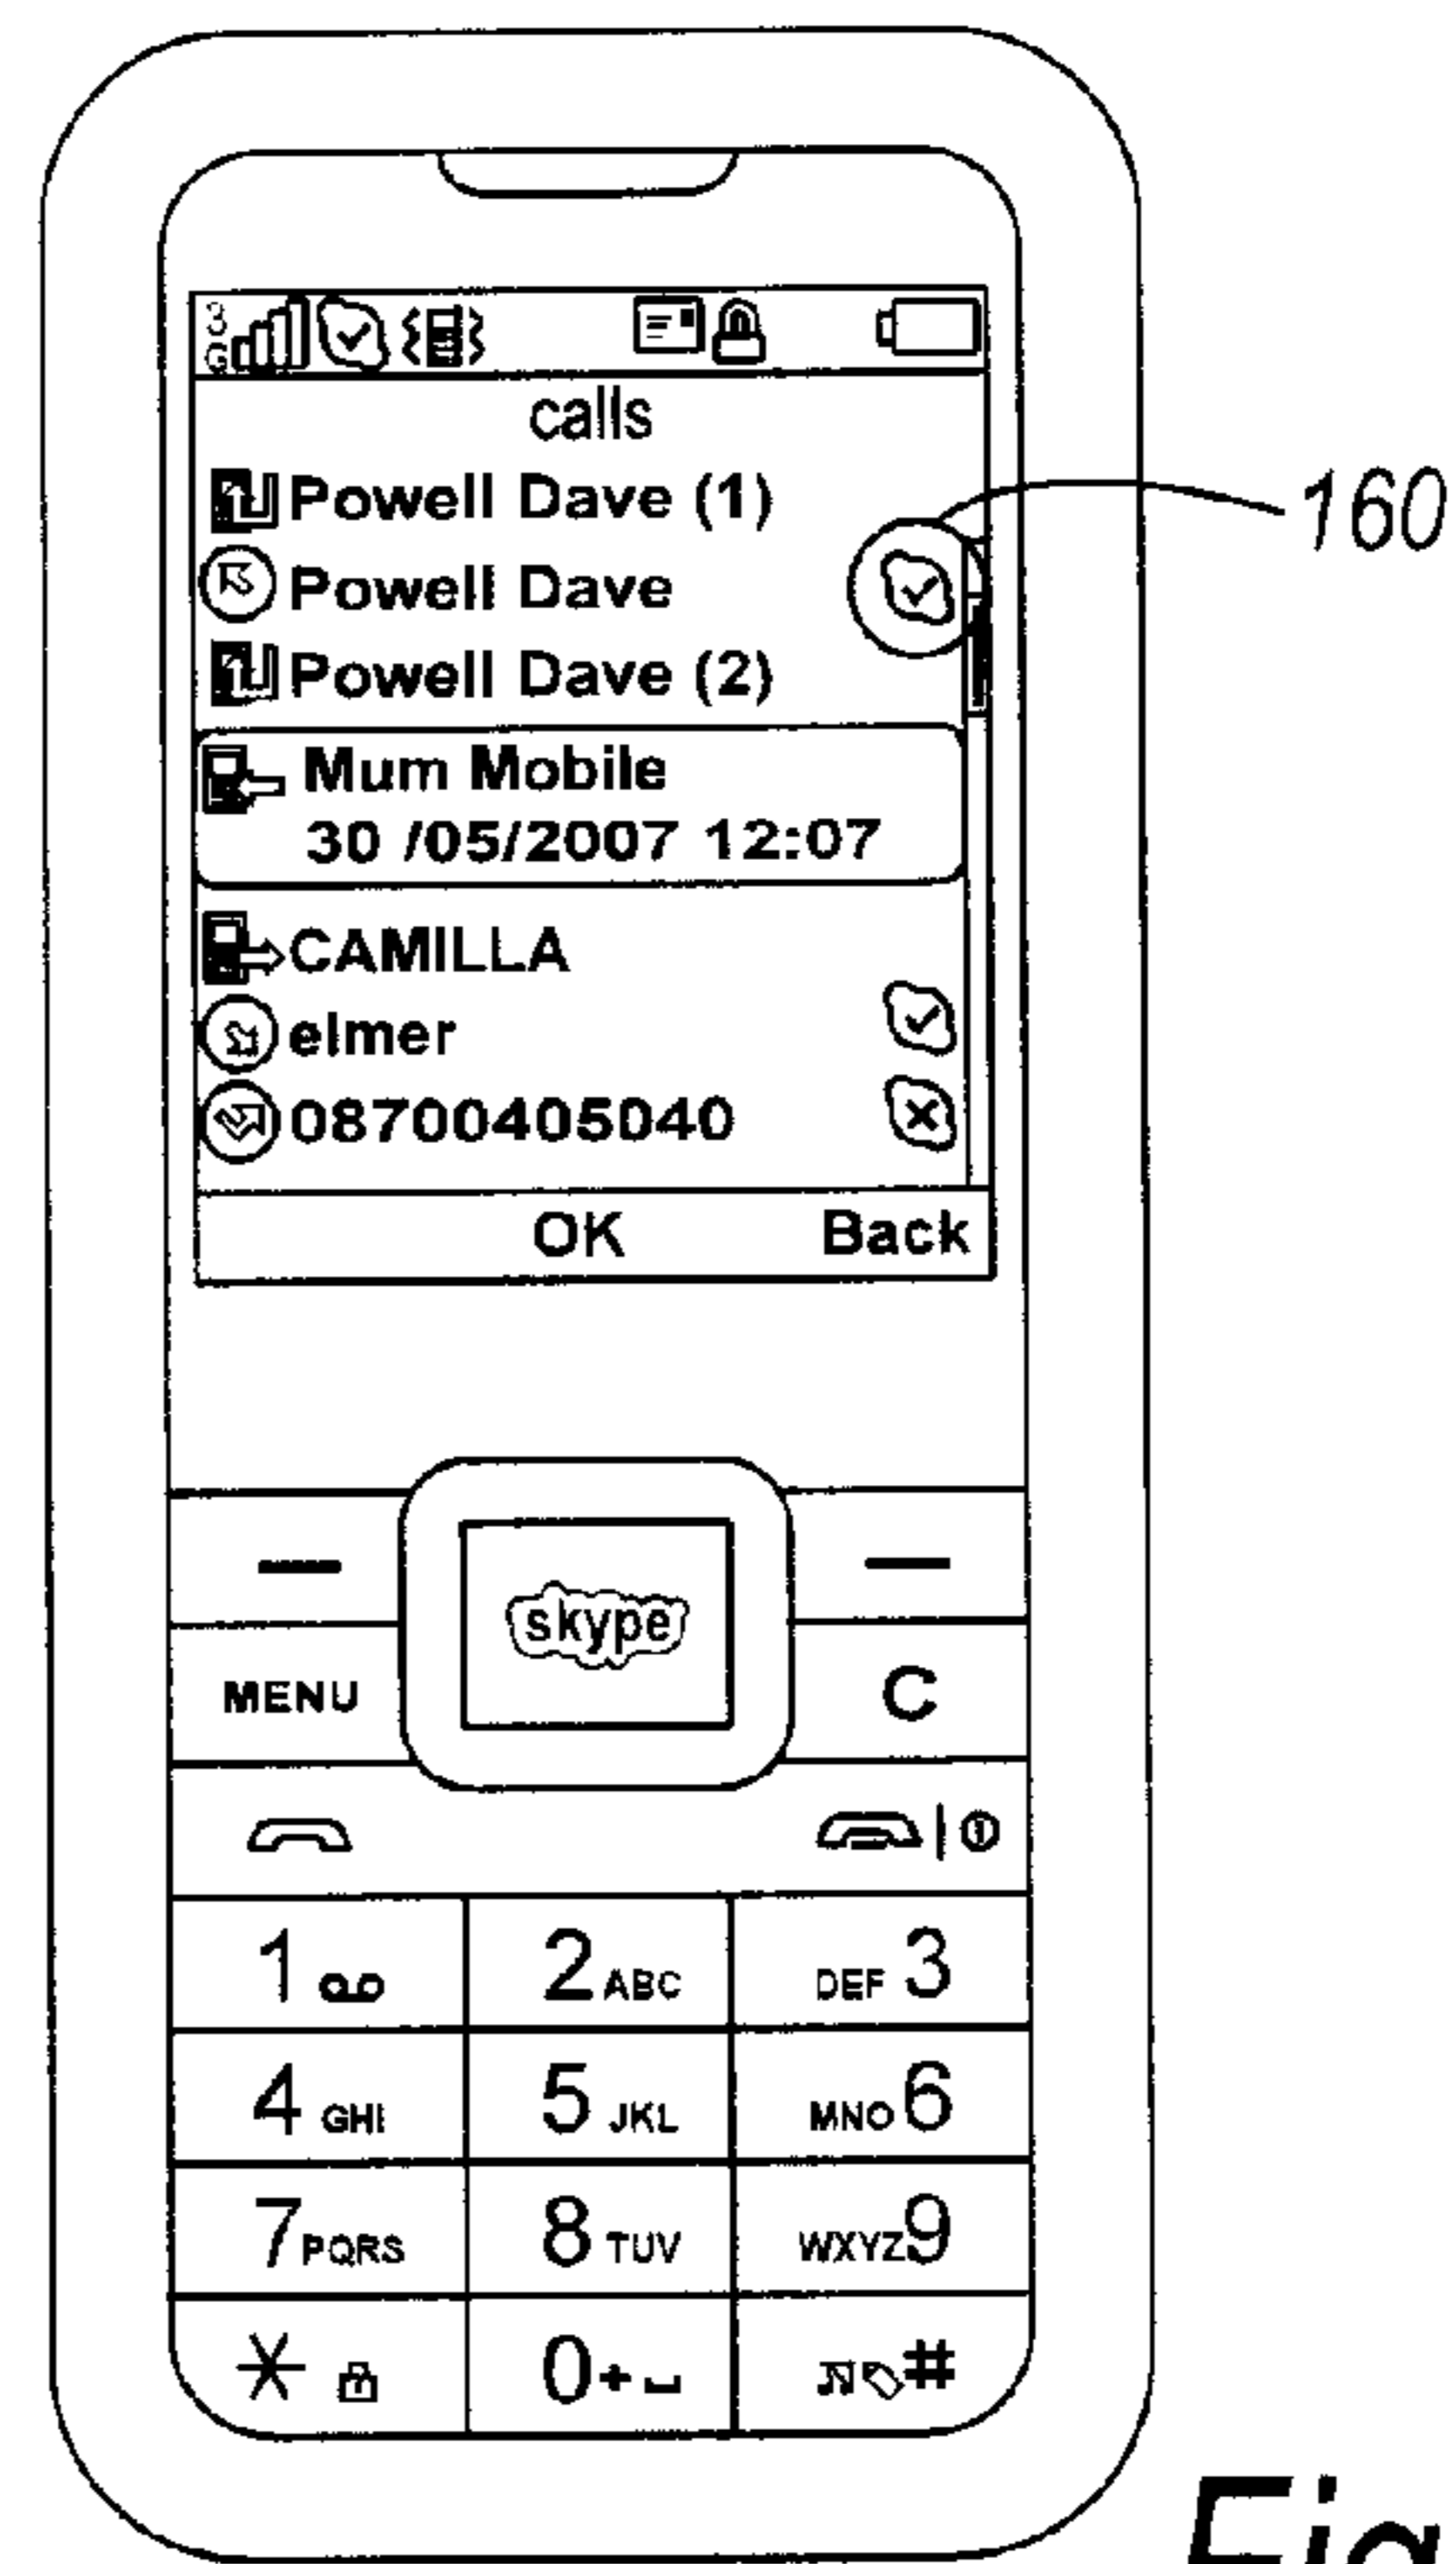 3G
calls
Powell Dave (1)
160
Powell Dave
Powell Dave (2)
Mum Mobile
30 /05/2007 12:07
CAMILLA
elmer
08700405040
OK Back
skype
MENU C
1 2 ABC DEF 3
4 GHI 5 JKL MNO 6
7 PQRS 8 TUV WXYZ 9
* 0 + #